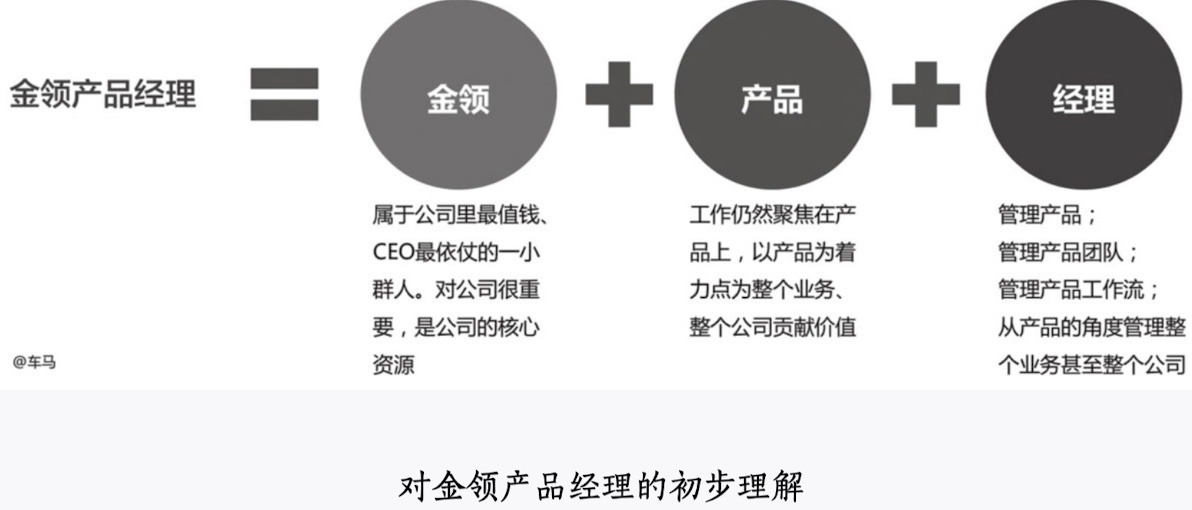 金领产品经理
金领
产品
经理
属于公司里最值钱、
CEO最依仗的一小
群人。对公司很重
要，是公司的核心
资源
工作仍然聚焦在产
品上，以产品为着
力点为整个业务、
整个公司贡献价值
管理产品；
管理产品团队；
管理产品工作流；
从产品的角度管理整
个业务甚至整个公司
@车马
对金领产品经理的初步理解